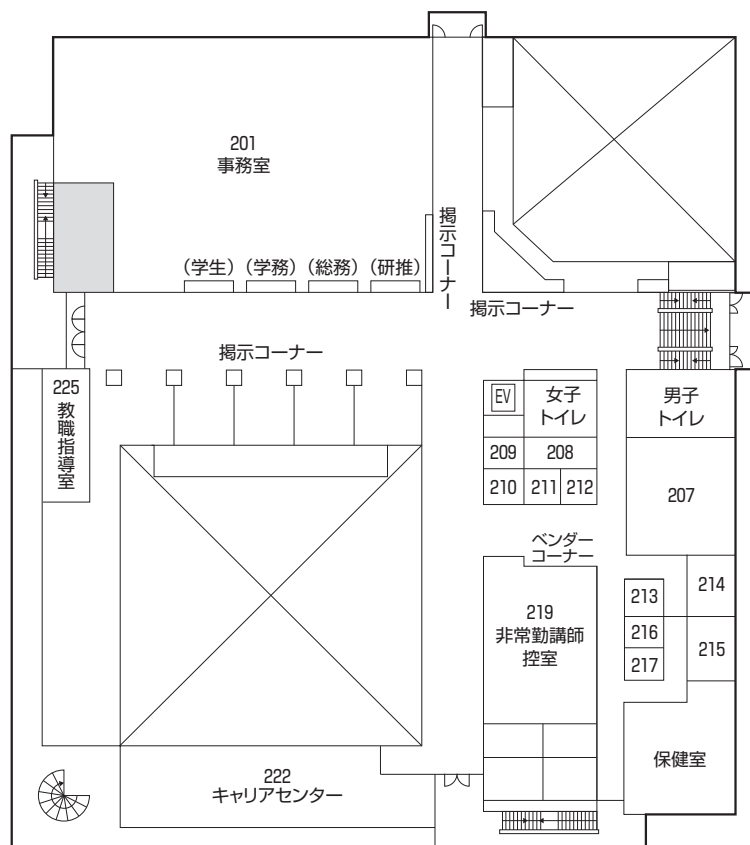 201
事務室
掲示コーナー
(学生)
(学務)
(総務)
(研推)
掲示コーナー
掲示コーナー
225
教職指導室
EV
女子
トイレ
男子
トイレ
209
208
210
211
212
207
ベンダー
コーナー
219
非常勤講師
控室
213
214
216
217
215
保健室
222
キャリアセンター